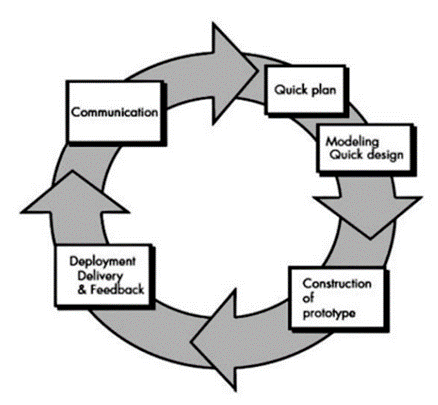 Communication
Quick plan
Modeling
Quick design
Construction
of
prototype
Deployment
Delivery
& Feedback